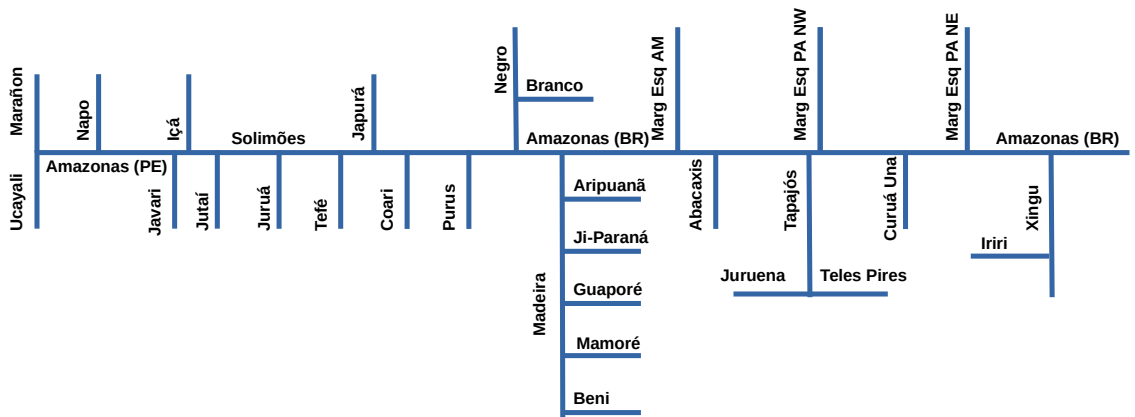 Marañon
Napo
Içá
Solimões
Japurá
Negro
Branco
Amazonas (BR)
Marg Esq AM
Marg Esq PA NW
Marg Esq PA NE
Amazonas (BR)
Amazonas (PE)
Ucayali
Javari
Jutaí
Juruá
Tefé
Coari
Purus
Madeira
Aripuanã
Ji-Paraná
Guaporé
Mamoré
Beni
Abacaxis
Tapajós
Juruena
Teles Pires
Curuá Una
Iriri
Xingu